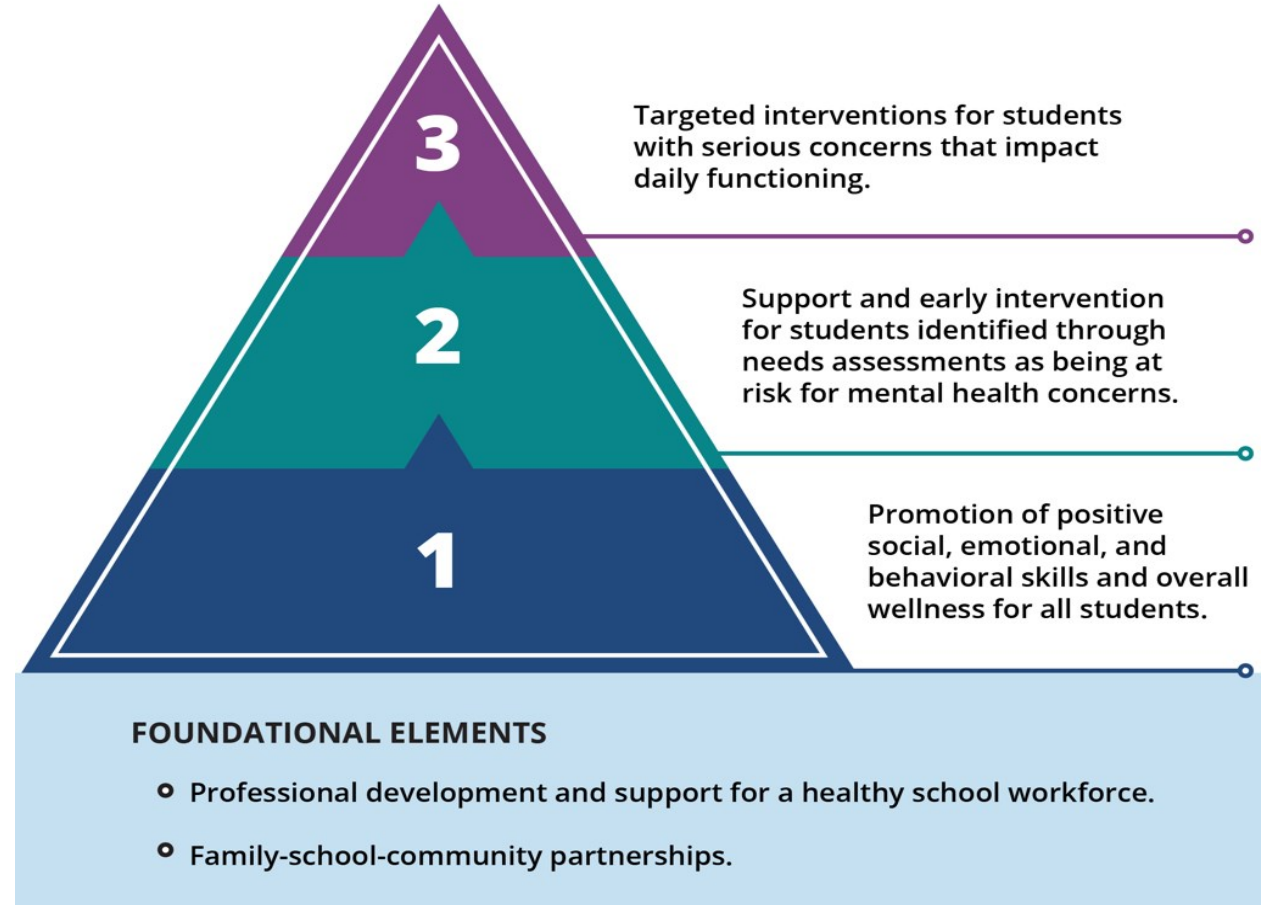 3
Targeted interventions for students
with serious concerns that impact
daily functioning.
2
Support and early intervention
for students identified through
needs assessments as being at
risk for mental health concerns.
1
Promotion of positive
social, emotional, and
behavioral skills and overall
wellness for all students.
FOUNDATIONAL ELEMENTS
Professional development and support for a healthy school workforce.
Family-school-community partnerships.